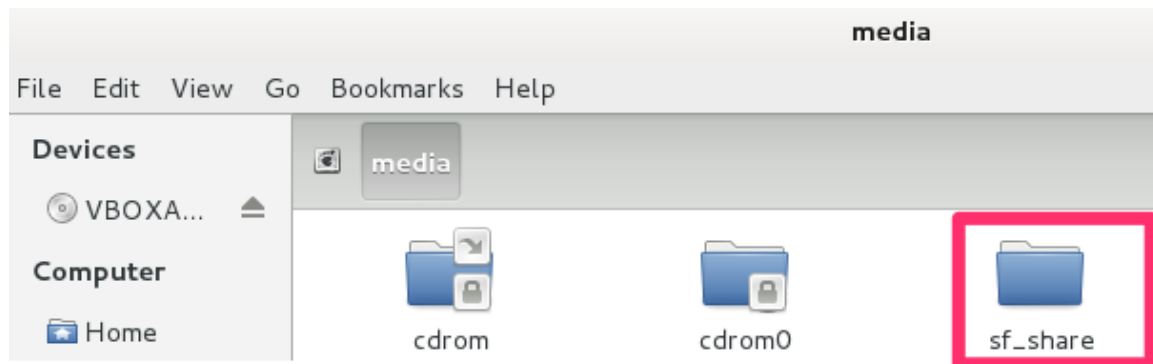 media
File Edit View Go Bookmarks Help
Devices
media
VBOXA...
Computer
Home
cdrom
cdrom0
sf_share